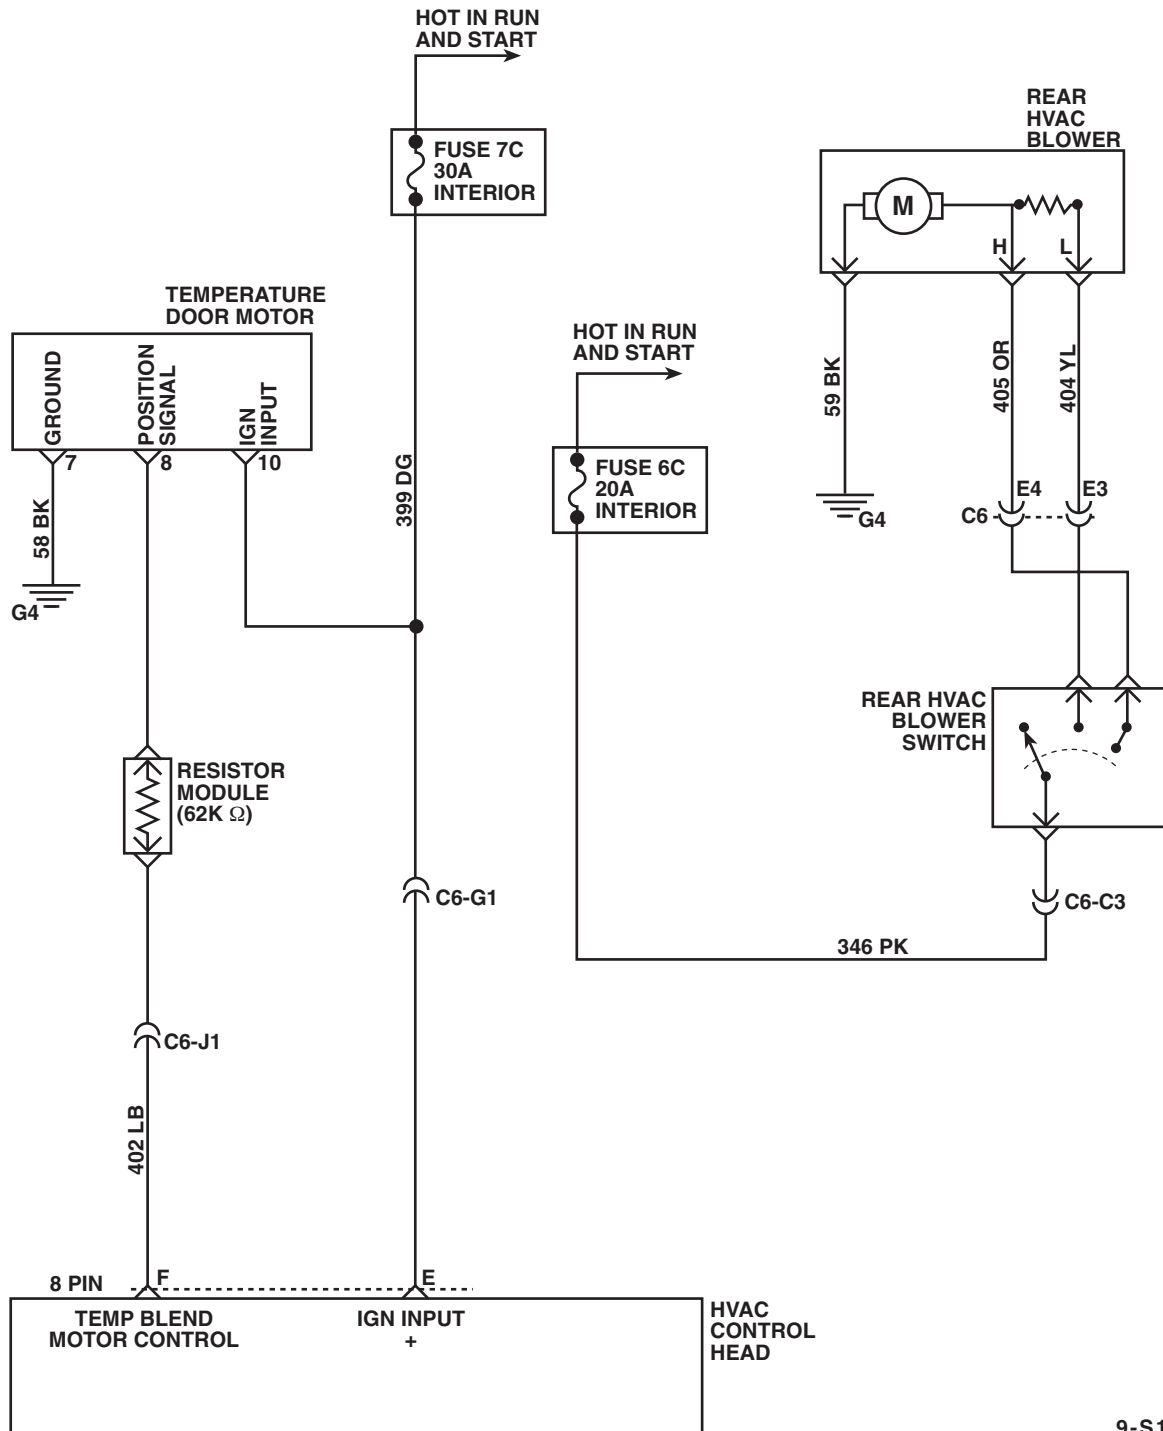 HOT IN RUN
AND START
FUSE 7C
30A
INTERIOR
REAR
HVAC
BLOWER
M
H
L
TEMPERATURE
DOOR MOTOR
GROUND
POSITION
SIGNAL
IGN
INPUT
7
8
10
58 BK
G4
399 DG
HOT IN RUN
AND START
FUSE 6C
20A
INTERIOR
59 BK
G4
405 OR
404 YL
E4
E3
C6
REAR HVAC
BLOWER
SWITCH
RESISTOR
MODULE
(62K Ω)
C6-G1
C6-C3
346 PK
C6-J1
402 LB
8 PIN
F
E
TEMP BLEND
MOTOR CONTROL
IGN INPUT
+
HVAC
CONTROL
HEAD
9-S1